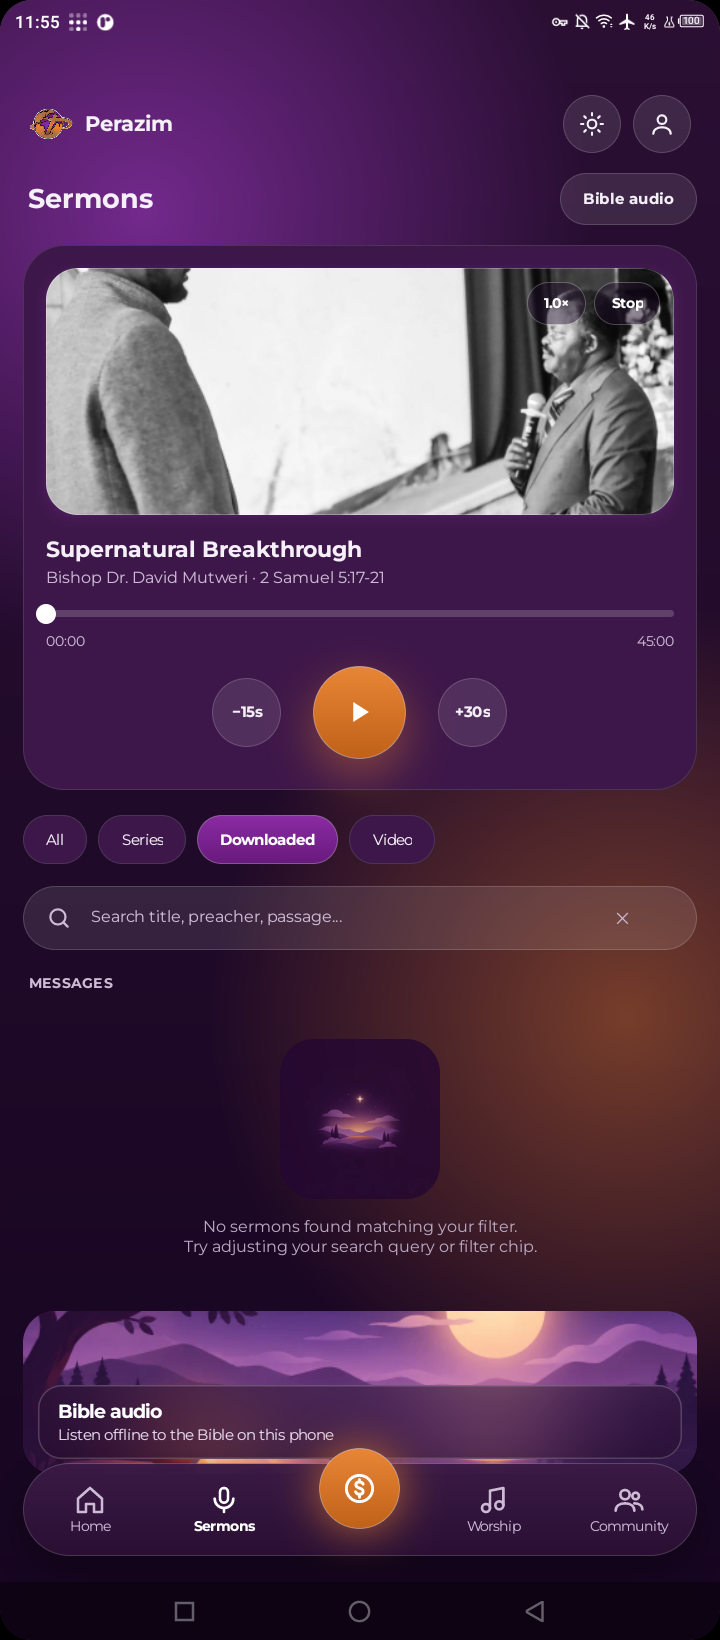 11:55
46
K/s
100
Perazim
Sermons
Bible audio
1.0×
Stop
Supernatural Breakthrough
Bishop Dr. David Mutweri · 2 Samuel 5:17-21
00:00
45:00
−15s
+30s
All
Series
Downloaded
Video
Search title, preacher, passage...
MESSAGES
No sermons found matching your filter.
Try adjusting your search query or filter chip.
Bible audio
Listen offline to the Bible on this phone
Home
Sermons
Worship
Community